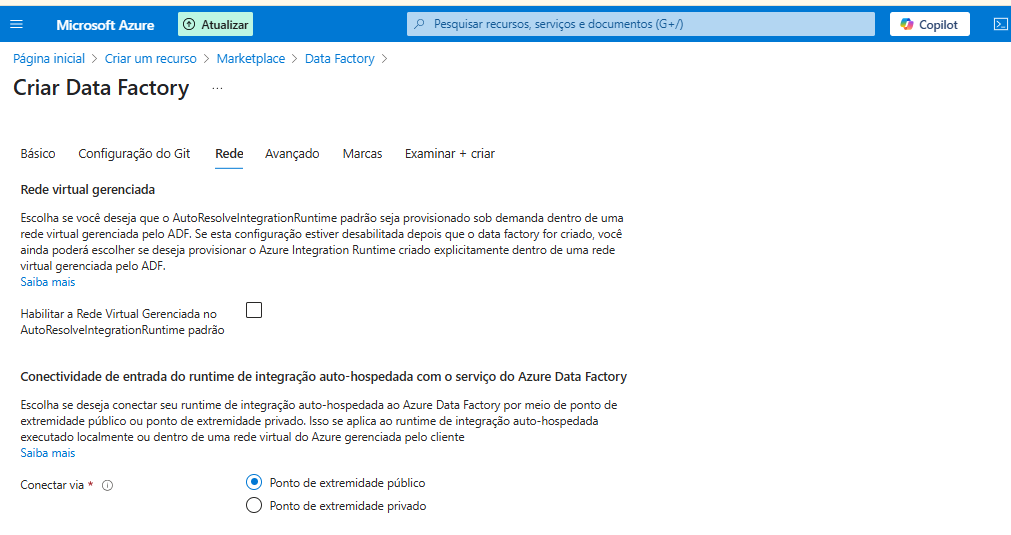 Microsoft Azure
Atualizar
Pesquisar recursos, serviços e documentos (G+/)
Copilot
Página inicial > Criar um recurso > Marketplace > Data Factory >
Criar Data Factory ...
Básico Configuração do Git Rede Avançado Marcas Examinar + criar
Rede virtual gerenciada
Escolha se você deseja que o AutoResolveIntegrationRuntime padrão seja provisionado sob demanda dentro de uma
rede virtual gerenciada pelo ADF. Se esta configuração estiver desabilitada depois que o data factory for criado, você
ainda poderá escolher se deseja provisionar o Azure Integration Runtime criado explicitamente dentro de uma rede
virtual gerenciada pelo ADF.
Saiba mais
Habilitar a Rede Virtual Gerenciada no
AutoResolveIntegrationRuntime padrão
Conectividade de entrada do runtime de integração auto-hospedada com o serviço do Azure Data Factory
Escolha se deseja conectar seu runtime de integração auto-hospedada ao Azure Data Factory por meio de ponto de
extremidade público ou ponto de extremidade privado. Isso se aplica ao runtime de integração auto-hospedada
executado localmente ou dentro de uma rede virtual do Azure gerenciada pelo cliente
Saiba mais
Conectar via *
Ponto de extremidade público
Ponto de extremidade privado